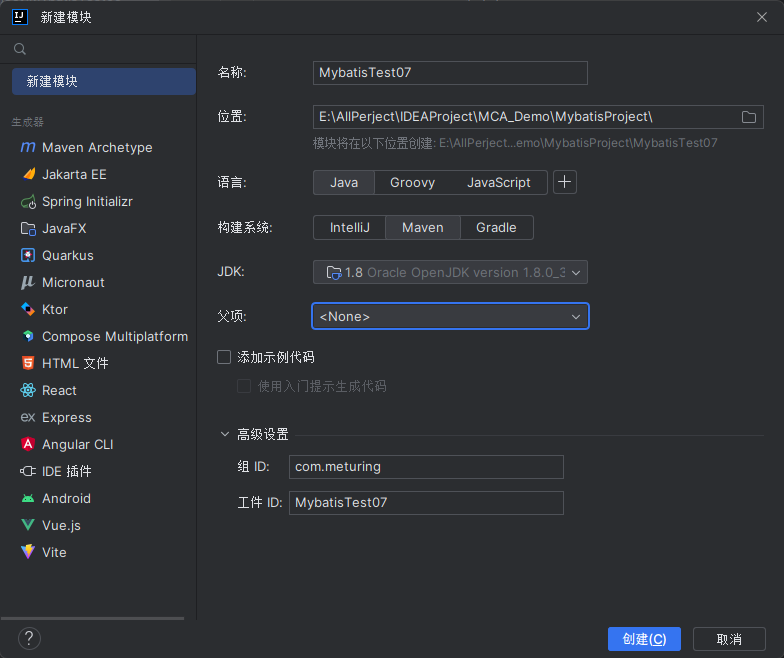 新建模块
新建模块
生成器
Maven Archetype
Jakarta EE
Spring Initializr
JavaFX
Quarkus
Micronaut
Ktor
Compose Multiplatform
HTML 文件
React
Express
Angular CLI
IDE 插件
Android
Vue.js
Vite
名称: MybatisTest07
位置: E:\AllPerject\IDEAProject\MCA_Demo\MybatisProject\
模块将在以下位置创建: E:\AllPerject...emo\MybatisProject\MybatisTest07
语言: Java Groovy JavaScript
构建系统: IntelliJ Maven Gradle
JDK: 1.8 Oracle OpenJDK version 1.8.0_3
父项: <None>
添加示例代码
使用入门提示生成代码
高级设置
组 ID: com.meturing
工件 ID: MybatisTest07
? 创建(C) 取消